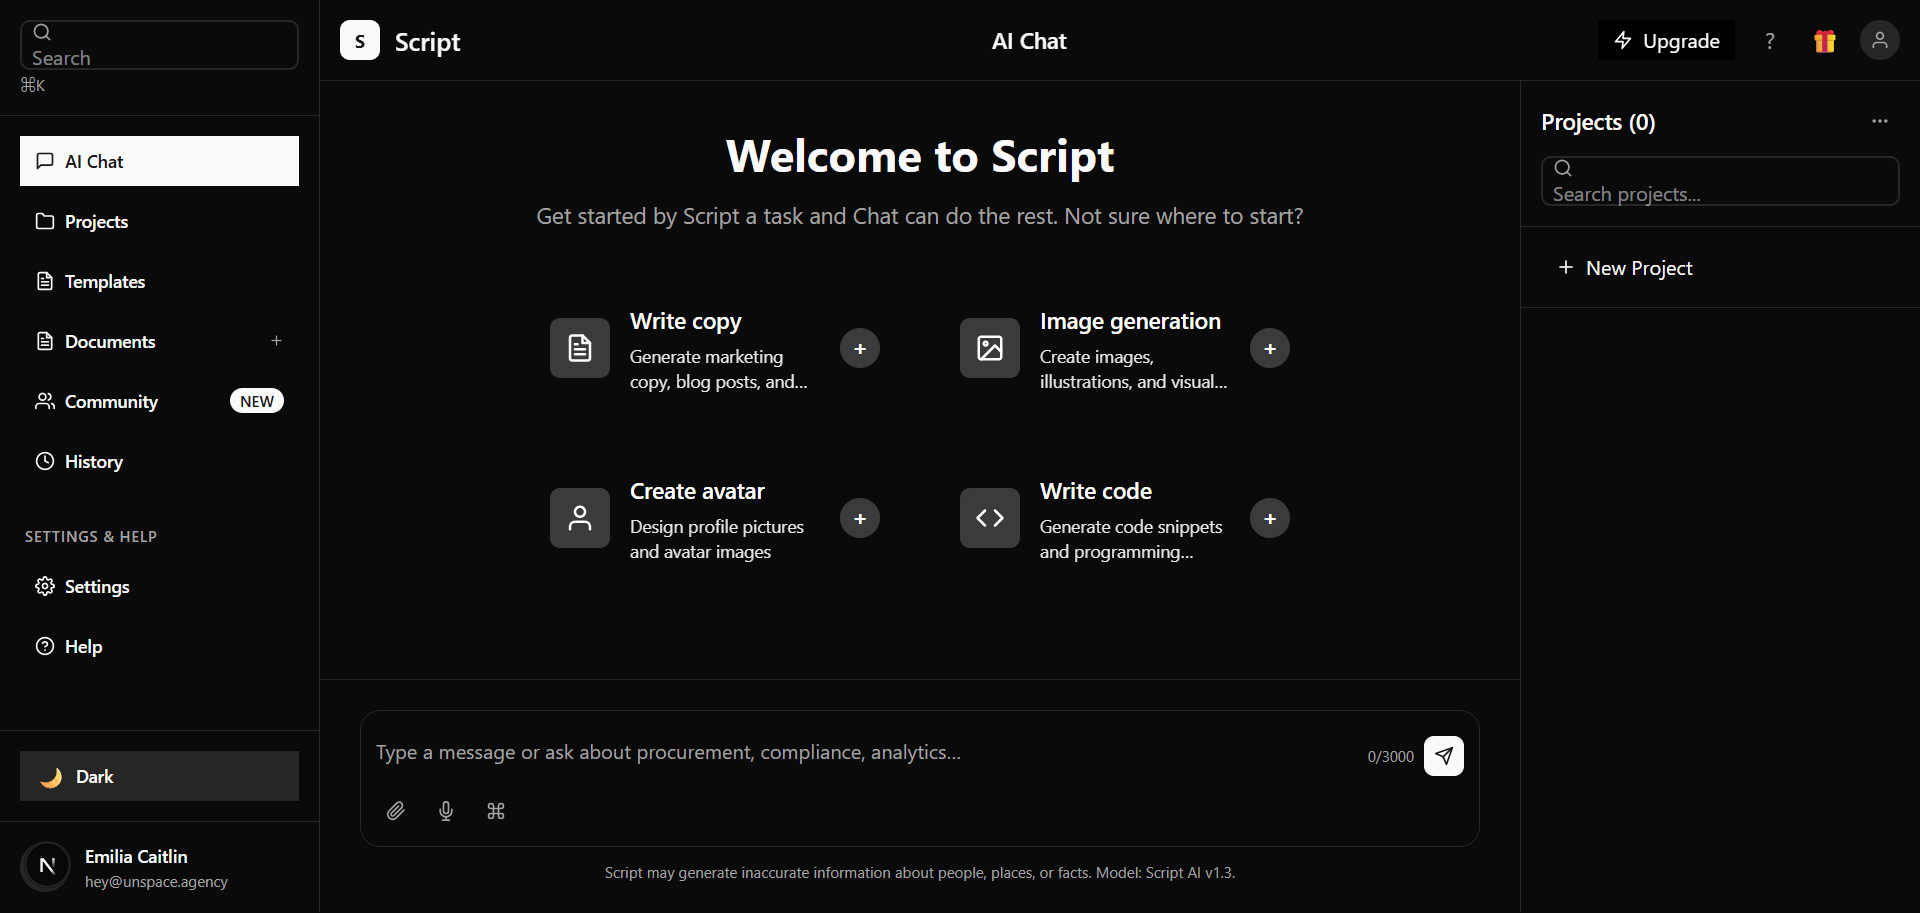 Search
⌘K
AI Chat
Projects
Templates
Documents
Community NEW
History
SETTINGS & HELP
Settings
Help
🌙 Dark
N
Emilia Caitlin
hey@unspace.agency
S Script
AI Chat
Upgrade
?
Welcome to Script
Get started by Script a task and Chat can do the rest. Not sure where to start?
Write copy
Generate marketing
copy, blog posts, and...
+
Image generation
Create images,
illustrations, and visual...
+
Create avatar
Design profile pictures
and avatar images
+
Write code
Generate code snippets
and programming...
+
Type a message or ask about procurement, compliance, analytics...
0/3000
⌘
Script may generate inaccurate information about people, places, or facts. Model: Script AI v1.3.
Projects (0)
Search projects...
+ New Project